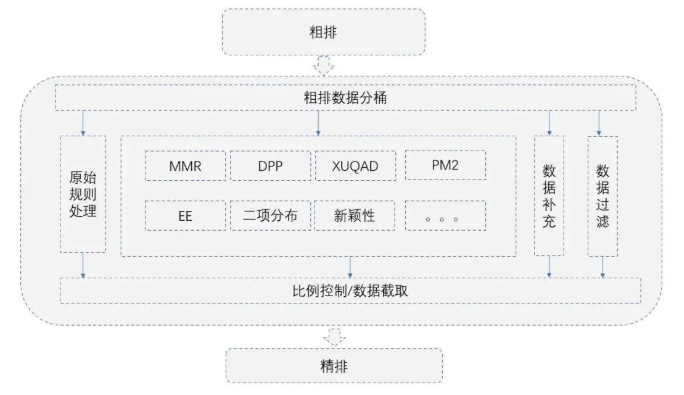 粗排
粗排数据分桶
原始
规则
处理
MMR
DPP
XUQAD
PM2
EE
二项分布
新颖性
。。。
数
据
补
充
数
据
过
滤
比例控制/数据截取
精排